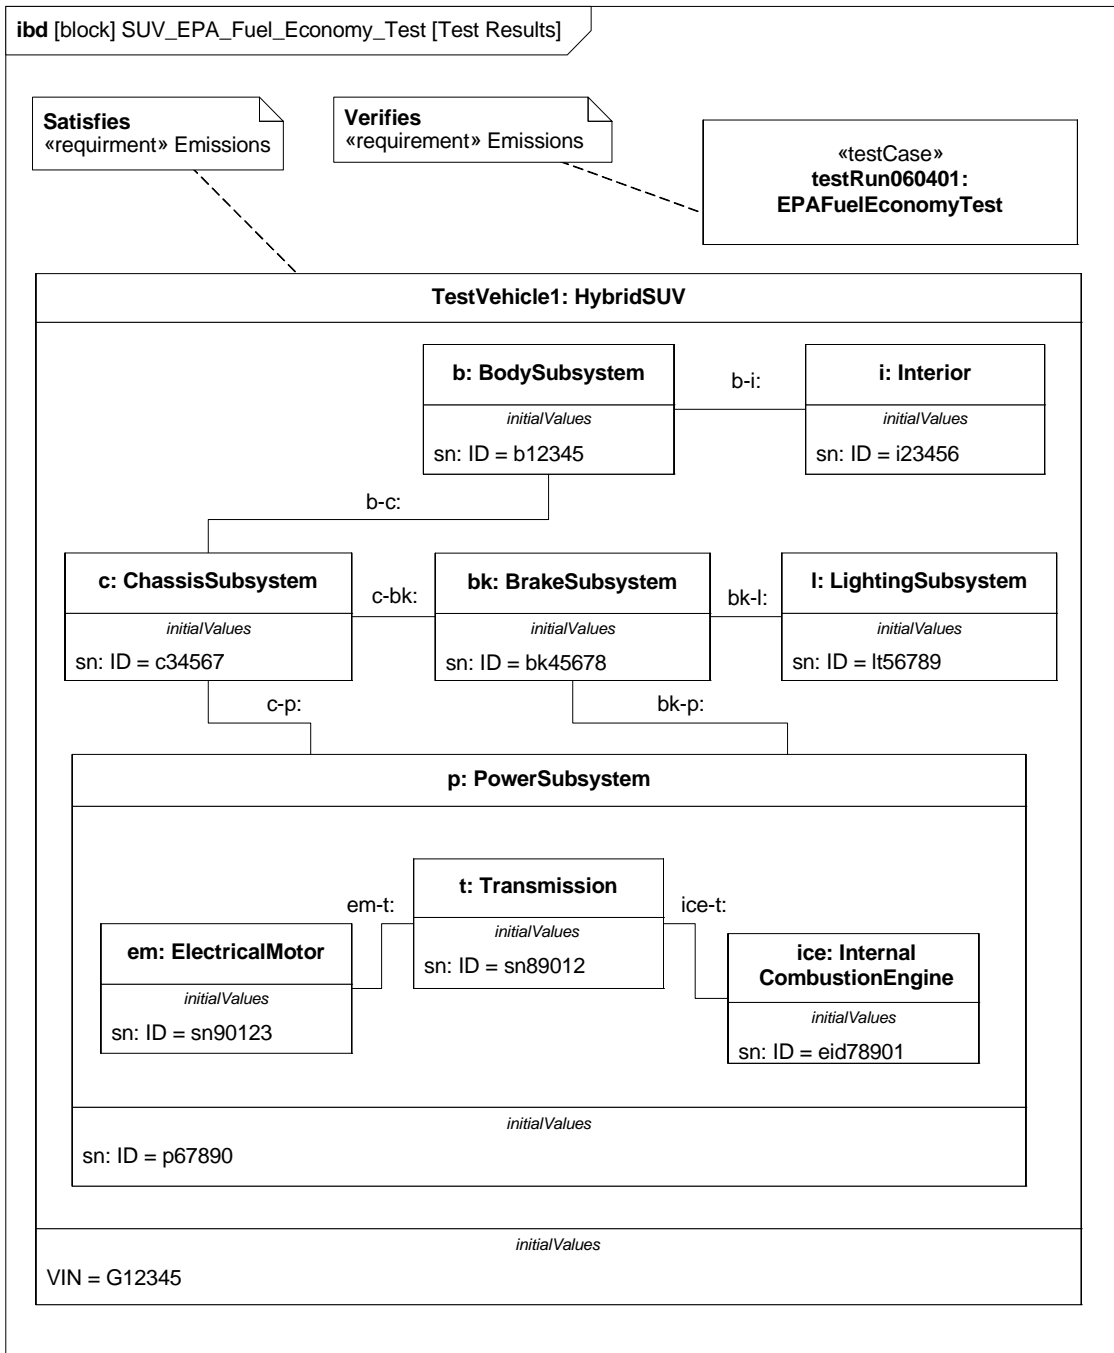 ibd [block] SUV_EPA_Fuel_Economy_Test [Test Results]
Satisfies
«requirment» Emissions
Verifies
«requirement» Emissions
«testCase»
testRun060401:
EPAFuelEconomyTest
TestVehicle1: HybridSUV
b: BodySubsystem
initialValues
sn: ID = b12345
b-i:
i: Interior
initialValues
sn: ID = i23456
b-c:
c: ChassisSubsystem
initialValues
sn: ID = c34567
c-bk:
bk: BrakeSubsystem
initialValues
sn: ID = bk45678
bk-l:
l: LightingSubsystem
initialValues
sn: ID = lt56789
c-p:
bk-p:
p: PowerSubsystem
t: Transmission
initialValues
sn: ID = sn89012
em-t:
ice-t:
em: ElectricalMotor
initialValues
sn: ID = sn90123
ice: Internal
CombustionEngine
initialValues
sn: ID = eid78901
initialValues
sn: ID = p67890
initialValues
VIN = G12345